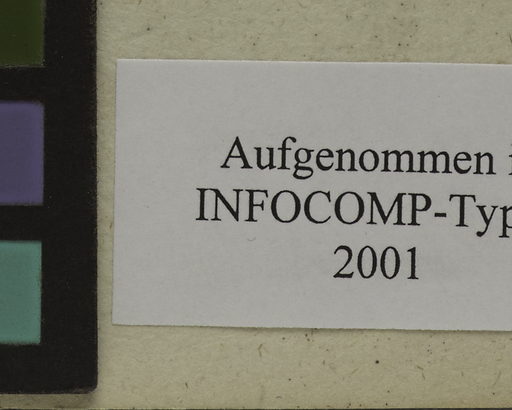 Aufgenommen i
INFOCOMP-Typ
2001